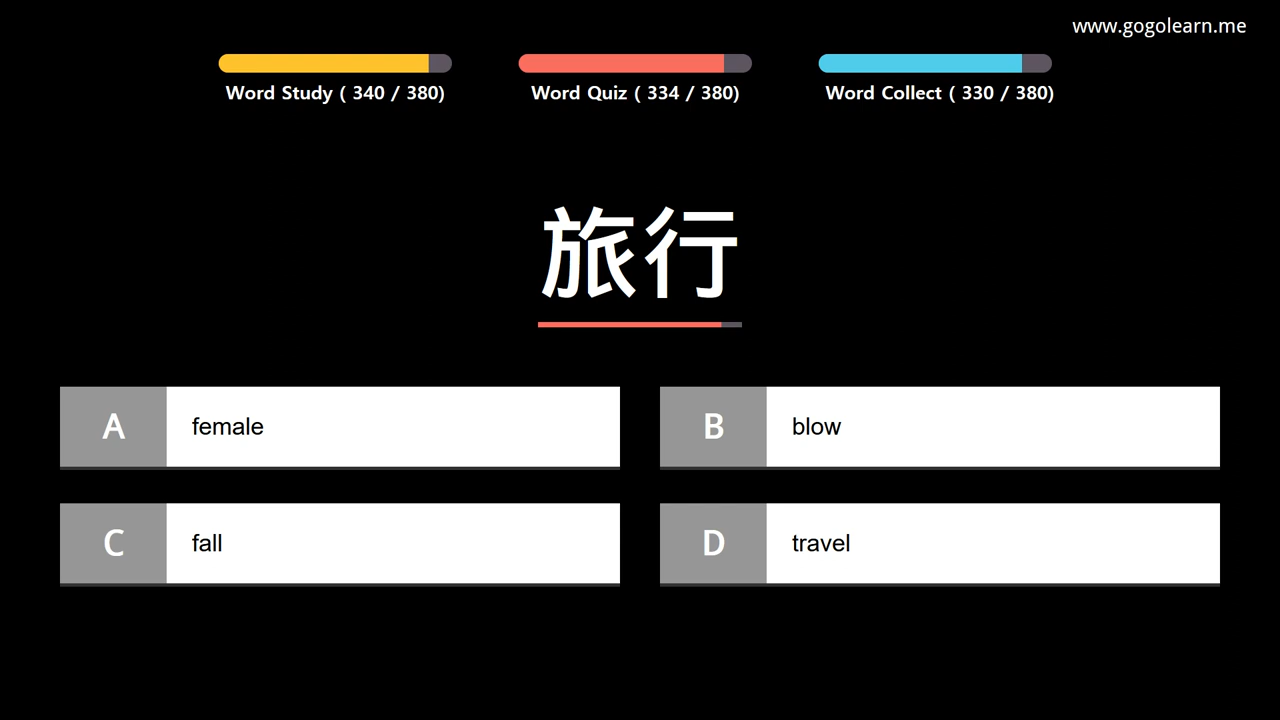 www.gogolearn.me
Word Study ( 340 / 380)
Word Quiz ( 334 / 380)
Word Collect ( 330 / 380)
旅行
A female
B blow
C fall
D travel